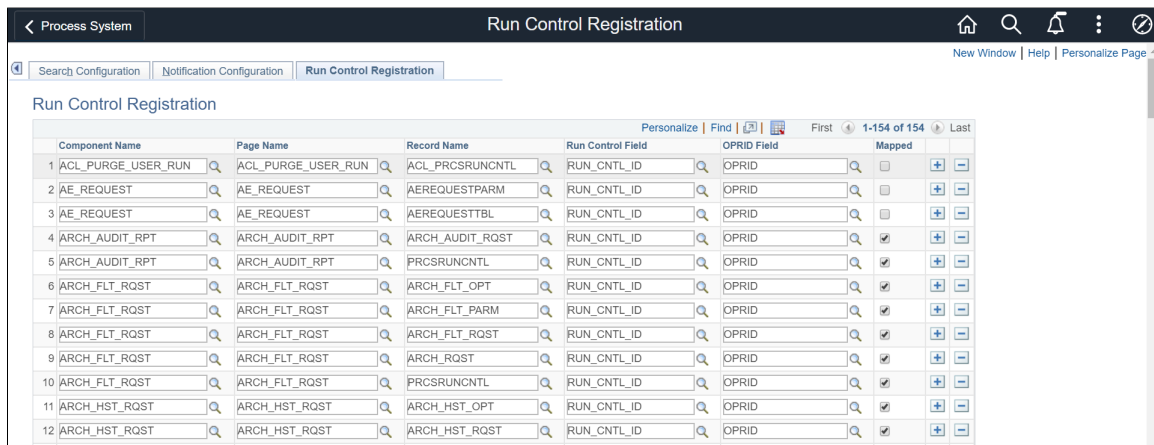 Process System Run Control Registration
New Window | Help | Personalize Page
Search Configuration Notification Configuration Run Control Registration
Run Control Registration
Personalize | Find | | First 1-154 of 154 Last
Component Name Page Name Record Name Run Control Field OPRID Field Mapped
1 ACL_PURGE_USER_RUN ACL_PURGE_USER_RUN ACL_PRCSRUNCNTL RUN_CNTL_ID OPRID
2 AE_REQUEST AE_REQUEST AEREQUESTPARM RUN_CNTL_ID OPRID
3 AE_REQUEST AE_REQUEST AEREQUESTTBL RUN_CNTL_ID OPRID
4 ARCH_AUDIT_RPT ARCH_AUDIT_RPT ARCH_AUDIT_RQST RUN_CNTL_ID OPRID
5 ARCH_AUDIT_RPT ARCH_AUDIT_RPT PRCSRUNCNTL RUN_CNTL_ID OPRID
6 ARCH_FLT_RQST ARCH_FLT_RQST ARCH_FLT_OPT RUN_CNTL_ID OPRID
7 ARCH_FLT_RQST ARCH_FLT_RQST ARCH_FLT_PARM RUN_CNTL_ID OPRID
8 ARCH_FLT_RQST ARCH_FLT_RQST ARCH_FLT_RQST RUN_CNTL_ID OPRID
9 ARCH_FLT_RQST ARCH_FLT_RQST ARCH_RQST RUN_CNTL_ID OPRID
10 ARCH_FLT_RQST ARCH_FLT_RQST PRCSRUNCNTL RUN_CNTL_ID OPRID
11 ARCH_HST_RQST ARCH_HST_RQST ARCH_HST_OPT RUN_CNTL_ID OPRID
12 ARCH_HST_RQST ARCH_HST_RQST ARCH_HST_RQST RUN_CNTL_ID OPRID